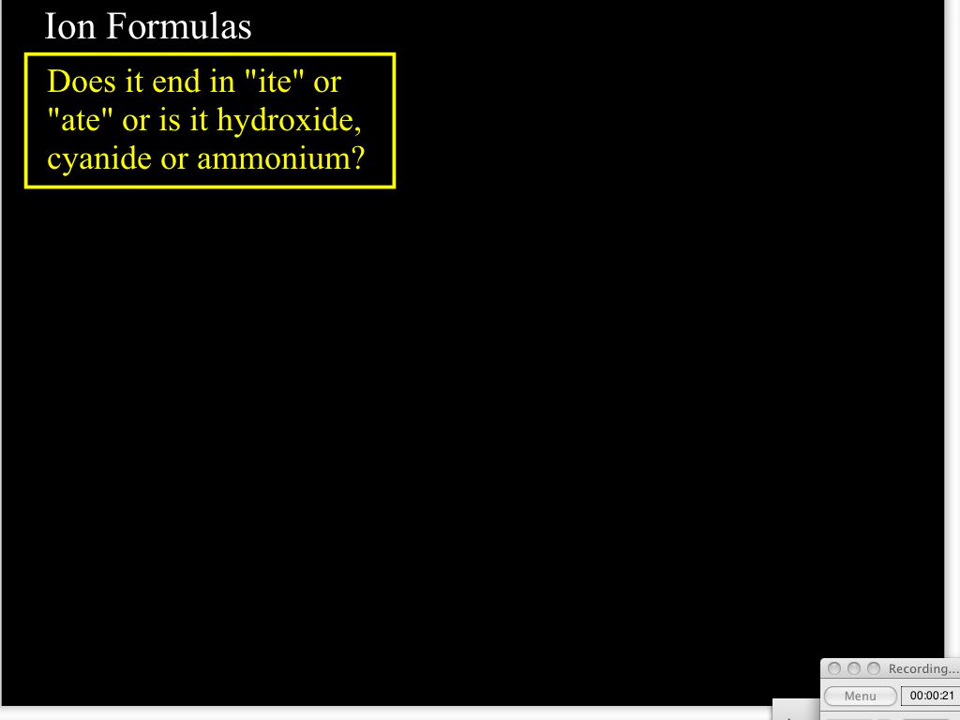 Ion Formulas
Does it end in "ite" or
"ate" or is it hydroxide,
cyanide or ammonium?
Recording...
Menu
00:00:21